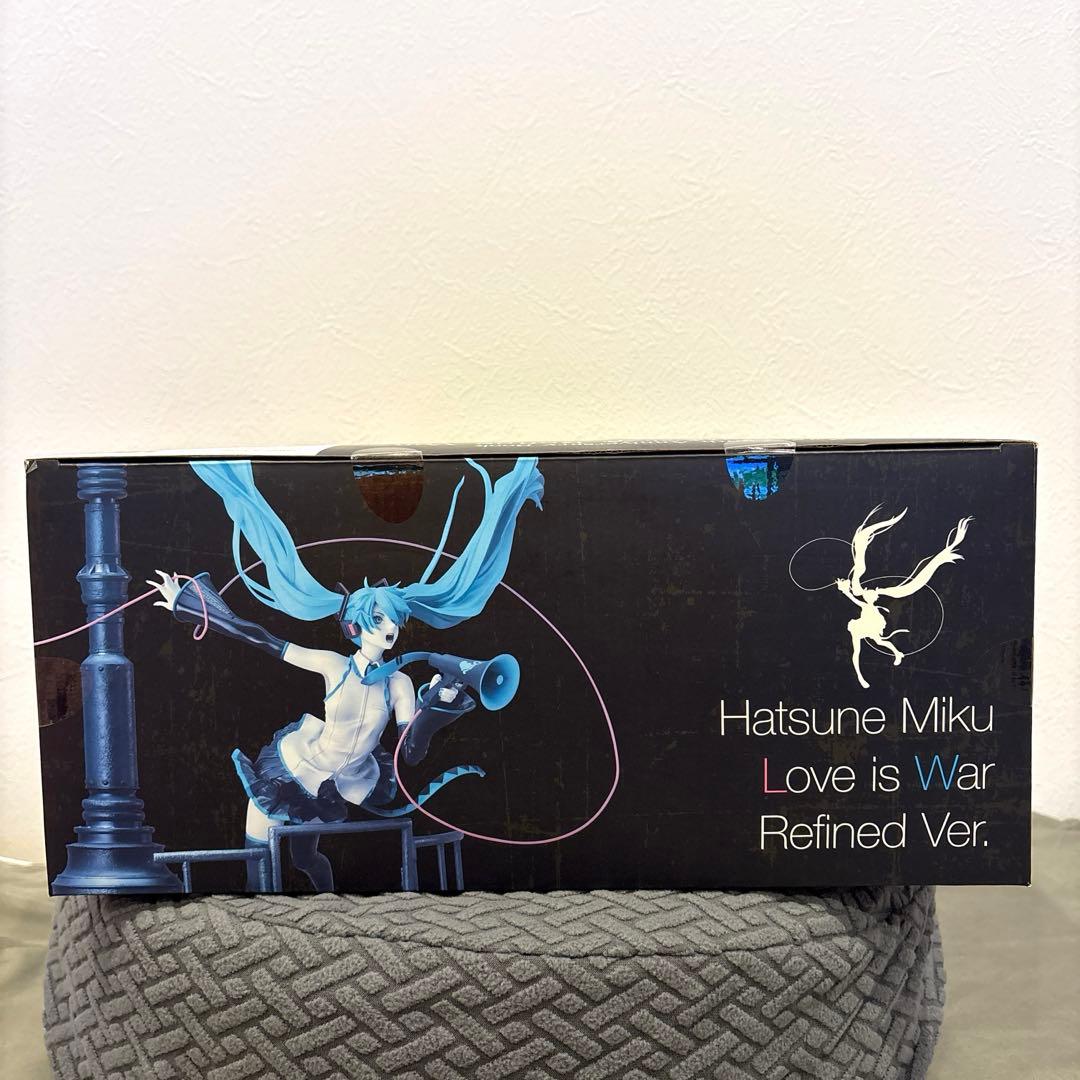 Hatsune Miku
Love is War
Refined Ver.